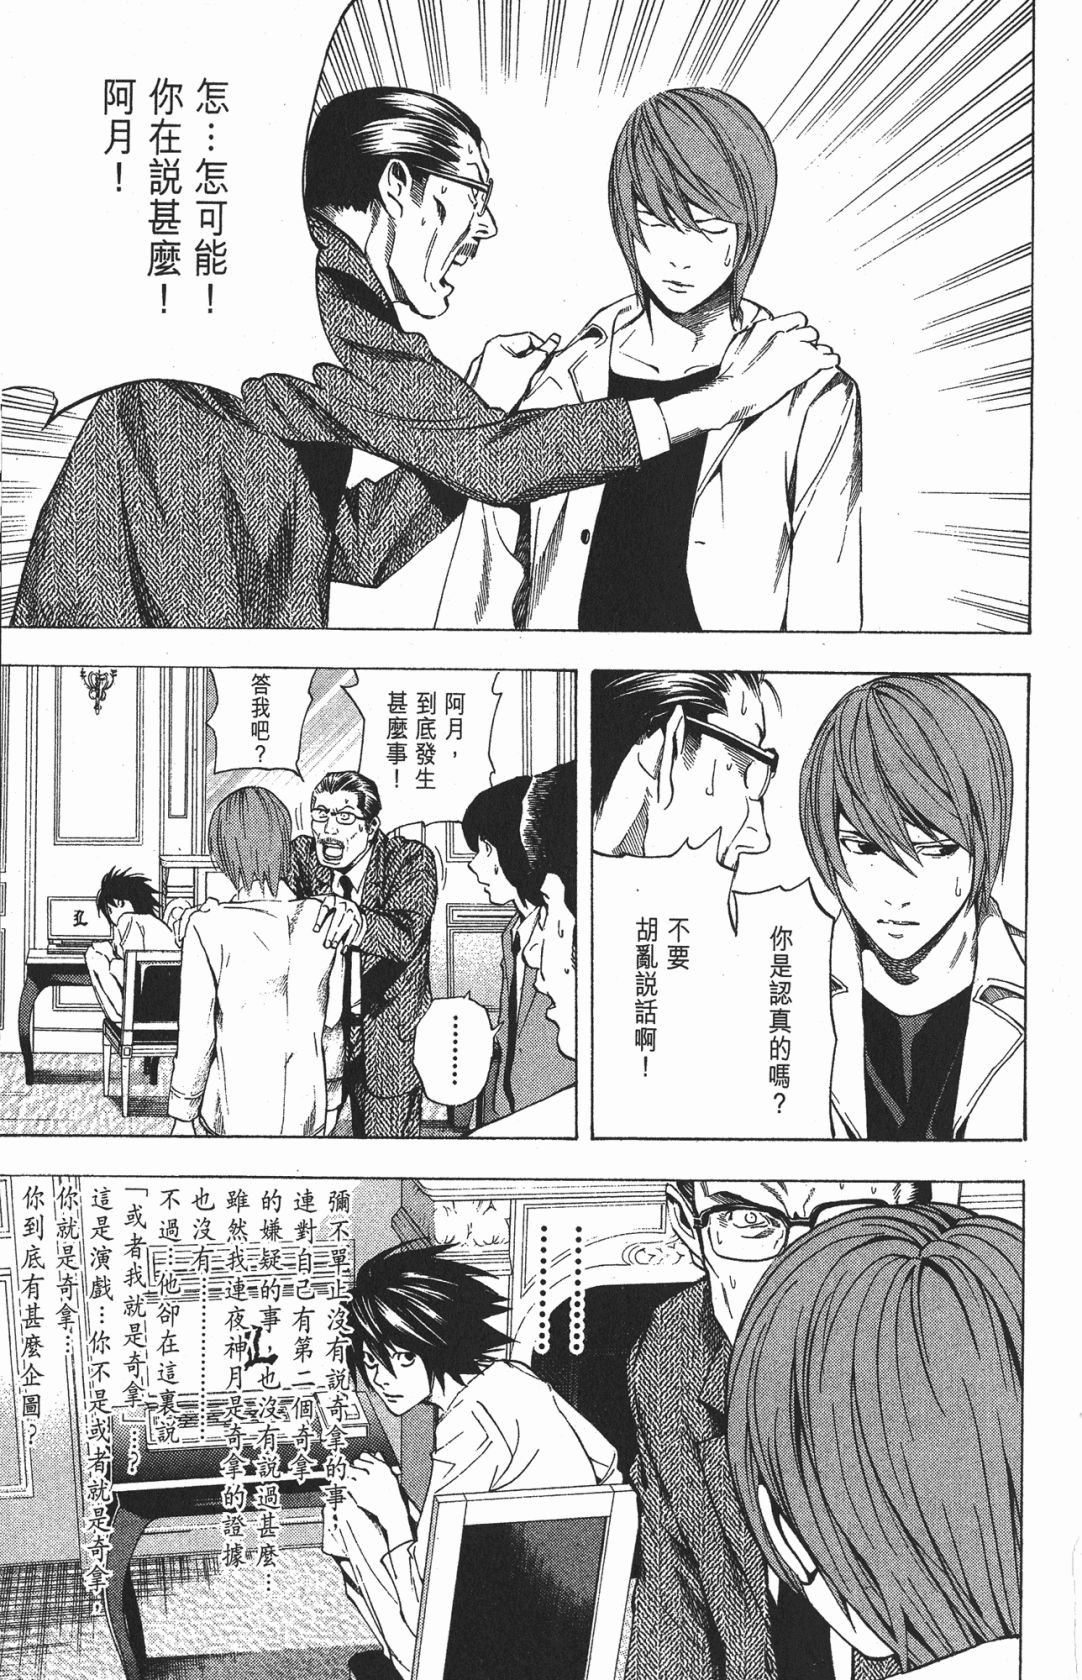 怎…怎可能！
你在説甚麼！
阿月！
你是認真的嗎？
不要
胡亂説話啊！
阿月，
到底發生
甚麼事！
答我吧？
………
L
…………
…………
彌不單止沒有説奇拿的事，
連對自己有第二個奇拿
的嫌疑的事，也沒有説過甚麼…
雖然我連夜神月是奇拿的證據
也沒有…………
不過…他卻在這裏説
「或者我就是奇拿」…？
這是演戲…你不是或者就是奇拿，
你就是奇拿…
你到底有甚麼企圖？
L